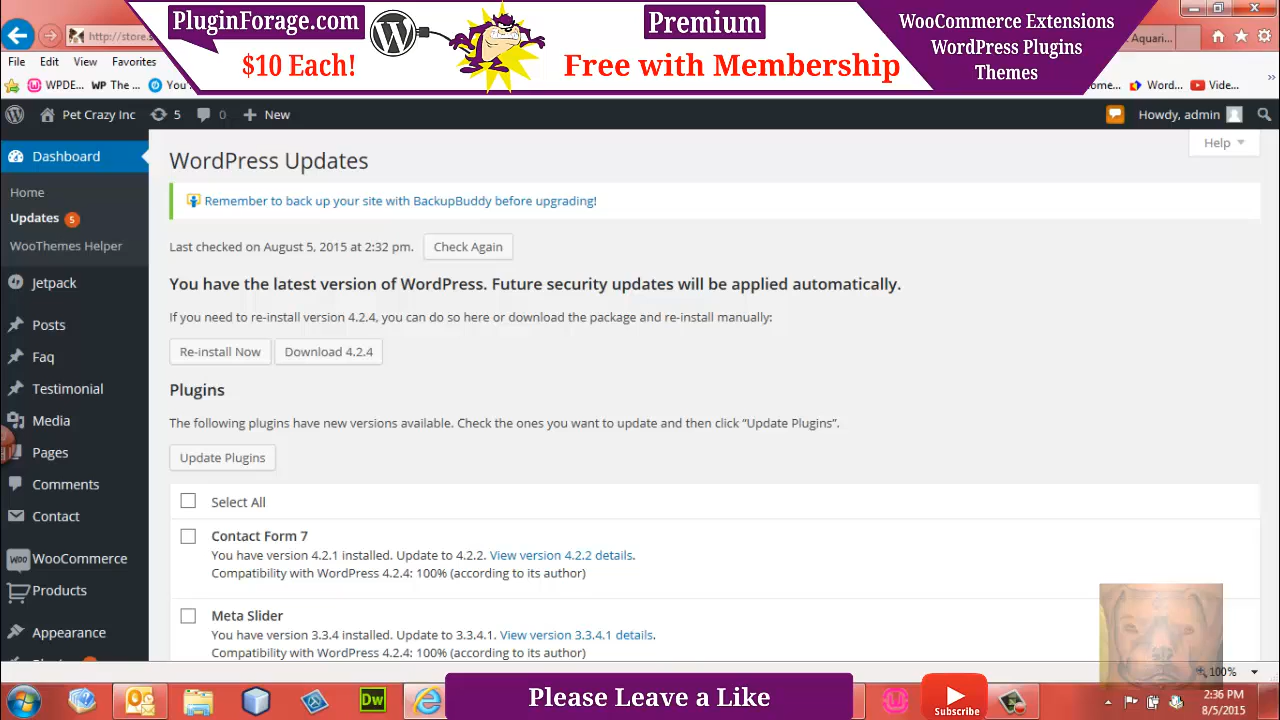 PluginForage.com
$10 Each!
Premium
Free with Membership
WooCommerce Extensions
WordPress Plugins
Themes
http://store.s
Aquari...
File Edit View Favorites
WPDE... WP The ... You
ome... Word... Vide...
Pet Crazy Inc 5 0 New
Howdy, admin
Help
Dashboard
Home
Updates 5
WooThemes Helper
Jetpack
Posts
Faq
Testimonial
Media
Pages
Comments
Contact
WooCommerce
Products
Appearance
WordPress Updates
Remember to back up your site with BackupBuddy before upgrading!
Last checked on August 5, 2015 at 2:32 pm. Check Again
You have the latest version of WordPress. Future security updates will be applied automatically.
If you need to re-install version 4.2.4, you can do so here or download the package and re-install manually:
Re-install Now Download 4.2.4
Plugins
The following plugins have new versions available. Check the ones you want to update and then click “Update Plugins”.
Update Plugins
Select All
Contact Form 7
You have version 4.2.1 installed. Update to 4.2.2. View version 4.2.2 details.
Compatibility with WordPress 4.2.4: 100% (according to its author)
Meta Slider
You have version 3.3.4 installed. Update to 3.3.4.1. View version 3.3.4.1 details.
Compatibility with WordPress 4.2.4: 100% (according to its author)
100%
Dw
Please Leave a Like
Subscribe
2:36 PM
8/5/2015